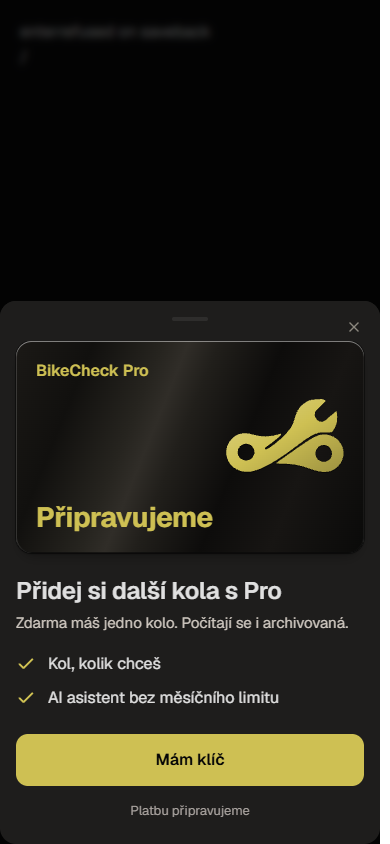 BikeCheck Pro
Připravujeme
Přidej si další kola s Pro
Zdarma máš jedno kolo. Počítají se i archivovaná.
Kol, kolik chceš
AI asistent bez měsíčního limitu
Mám klíč
Platbu připravujeme